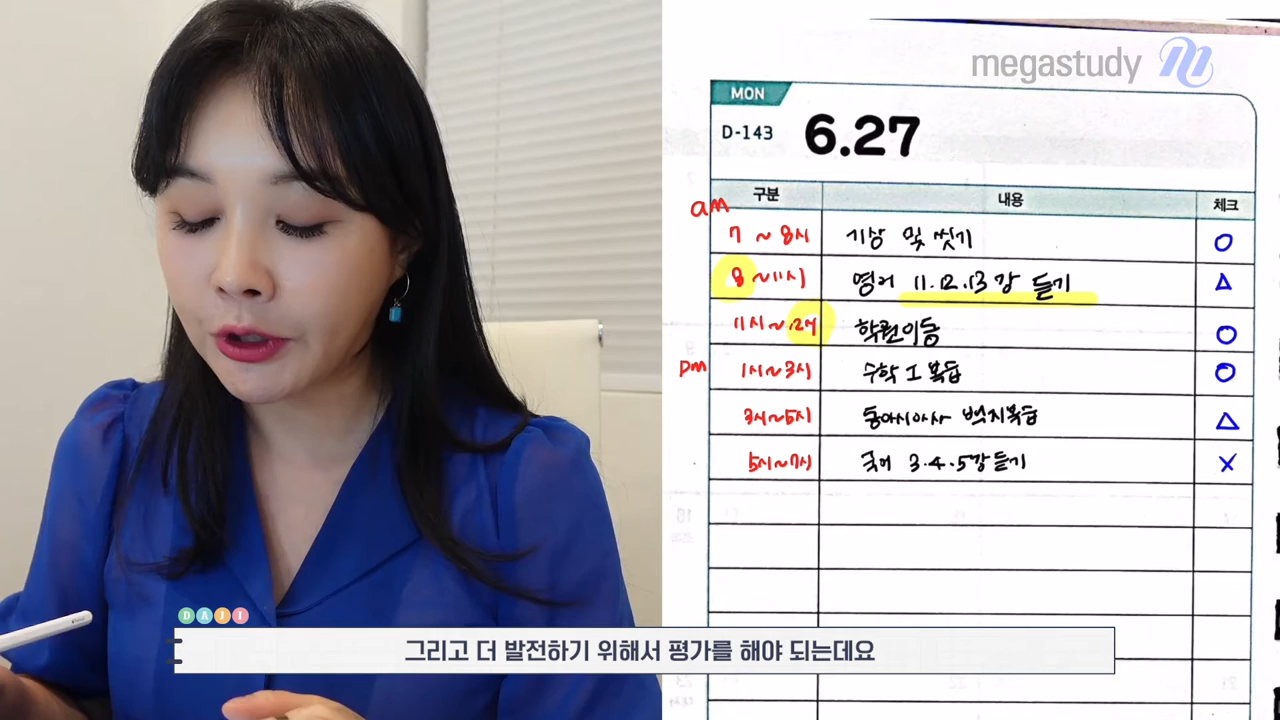 megastudy
MON
D-143 6.27
구분 내용 체크
am
7 ~ 8시 기상 및 씻기 O
8 ~ 11시 영어 11.12.13강 듣기 △
11시 ~ 학원이동 O
pm 1시~3시 수학 I 복습 O
3시~5시 동아시아사 백지복습 △
5시~7시 국어 3.4.5강 듣기 X
DAJI
그리고 더 발전하기 위해서 평가를 해야 되는데요